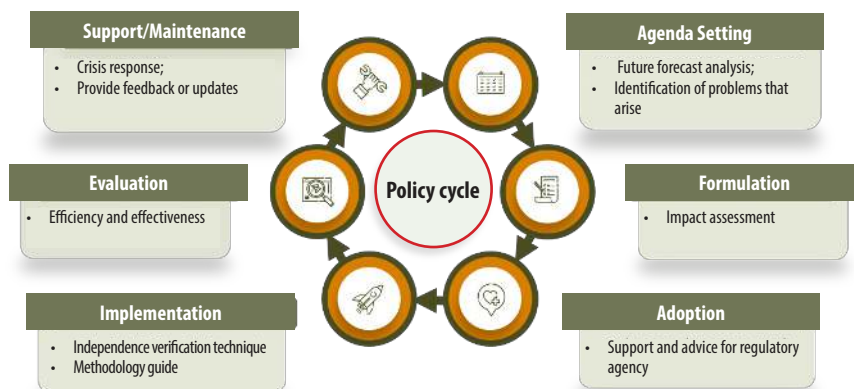 Support/Maintenance
• Crisis response;
• Provide feedback or updates
Agenda Setting
• Future forecast analysis;
• Identification of problems that
arise
Evaluation
• Efficiency and effectiveness
Policy cycle
Formulation
• Impact assessment
Implementation
• Independence verification technique
• Methodology guide
Adoption
• Support and advice for regulatory
agency